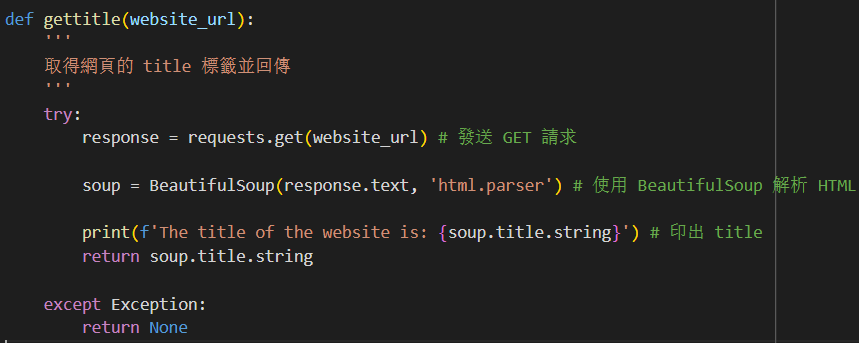 def gettitle(website_url):
    '''
    取得網頁的 title 標籤並回傳
    '''
    try:
        response = requests.get(website_url) # 發送 GET 請求
        soup = BeautifulSoup(response.text, 'html.parser') # 使用 BeautifulSoup 解析 HTML
        print(f'The title of the website is: {soup.title.string}') # 印出 title
        return soup.title.string
    except Exception:
        return None